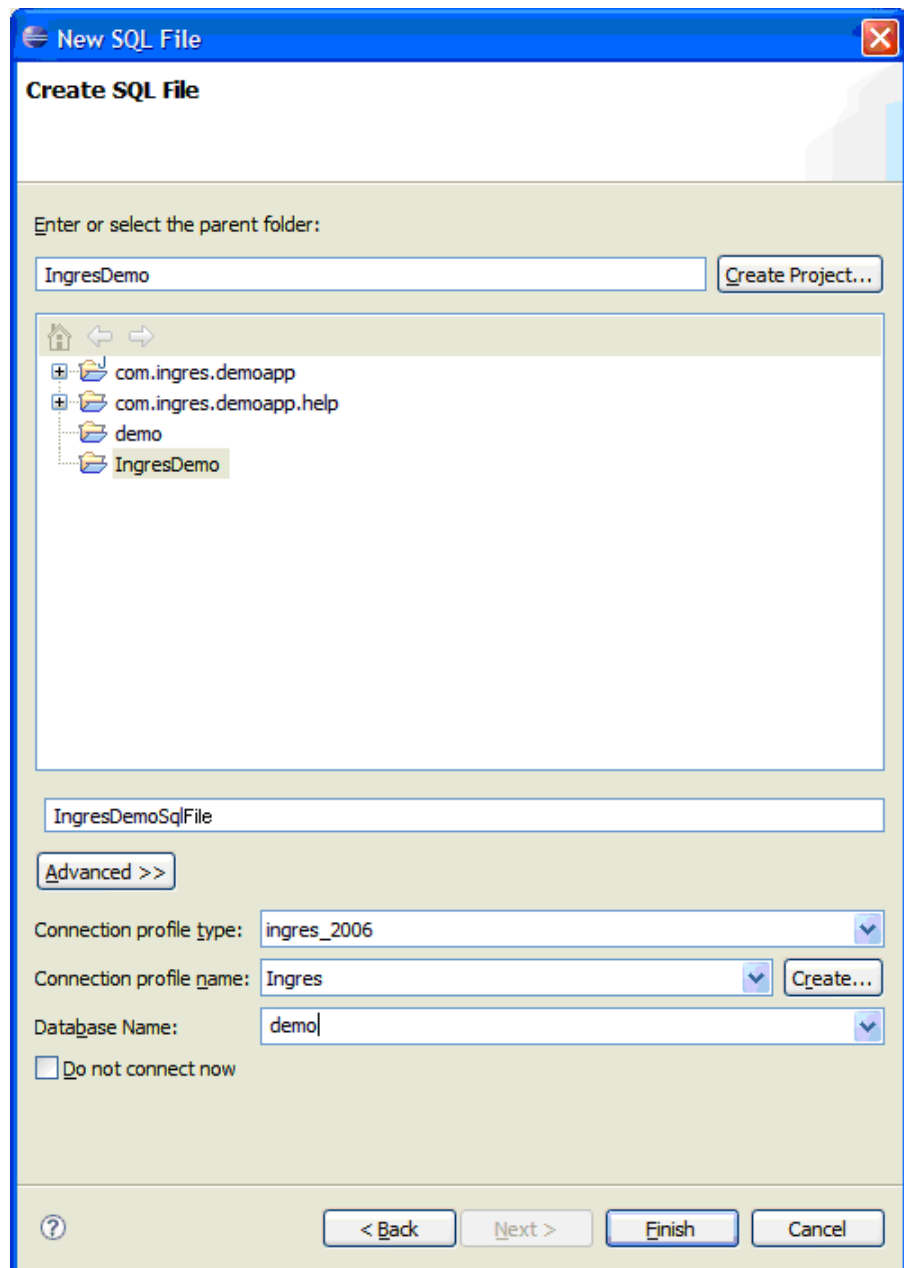 New SQL File
Create SQL File
Enter or select the parent folder:
IngresDemo
Create Project...
com.ingres.demoapp
com.ingres.demoapp.help
demo
IngresDemo
IngresDemoSqlFile
Advanced >>
Connection profile type: ingres_2006
Connection profile name: Ingres Create...
Database Name: demo
Do not connect now
? < Back Next > Finish Cancel